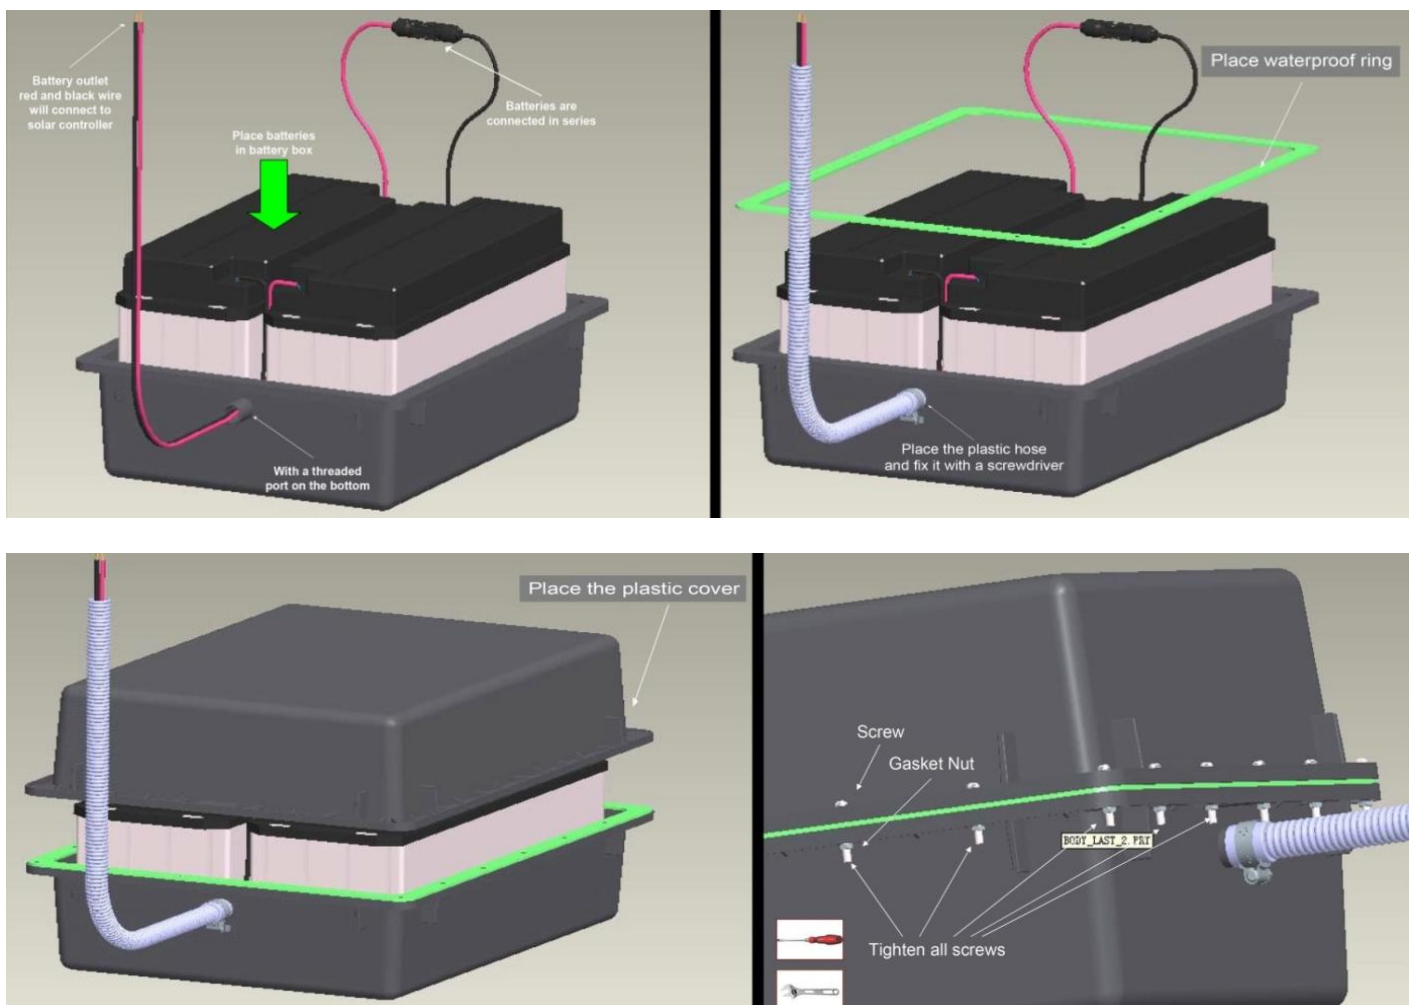 Battery outlet
red and black wire
will connect to
solar controller
Place batteries
in battery box
Batteries are
connected in series
With a threaded
port on the bottom
Place waterproof ring
Place the plastic hose
and fix it with a screwdriver
Place the plastic cover
Screw
Gasket Nut
BODY_LAST_2.PRT
Tighten all screws